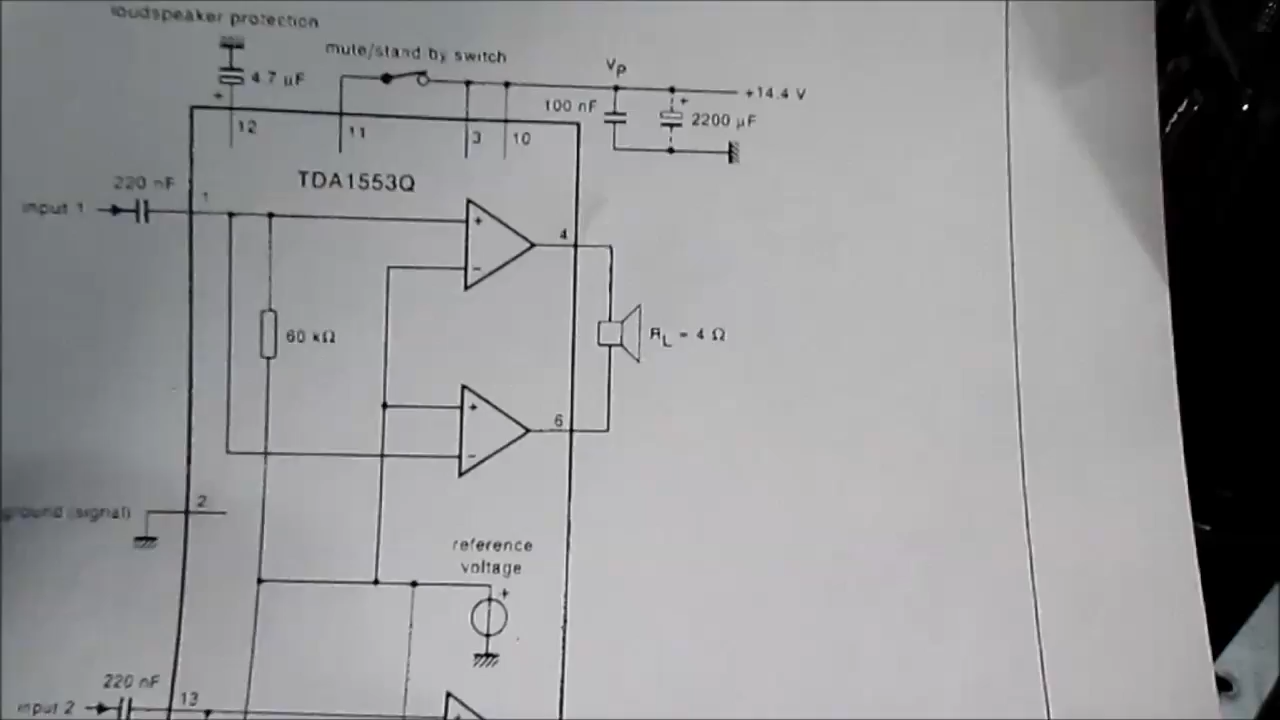 loudspeaker protection
mute/stand by switch
4.7 µF
+
VP
+14.4 V
100 nF
+
2200 µF
12
11
3
10
220 nF
TDA1553Q
input 1
1
+
4
-
60 kΩ
RL = 4 Ω
+
6
-
2
ground (signal)
reference
voltage
+
220 nF
13
input 2
+